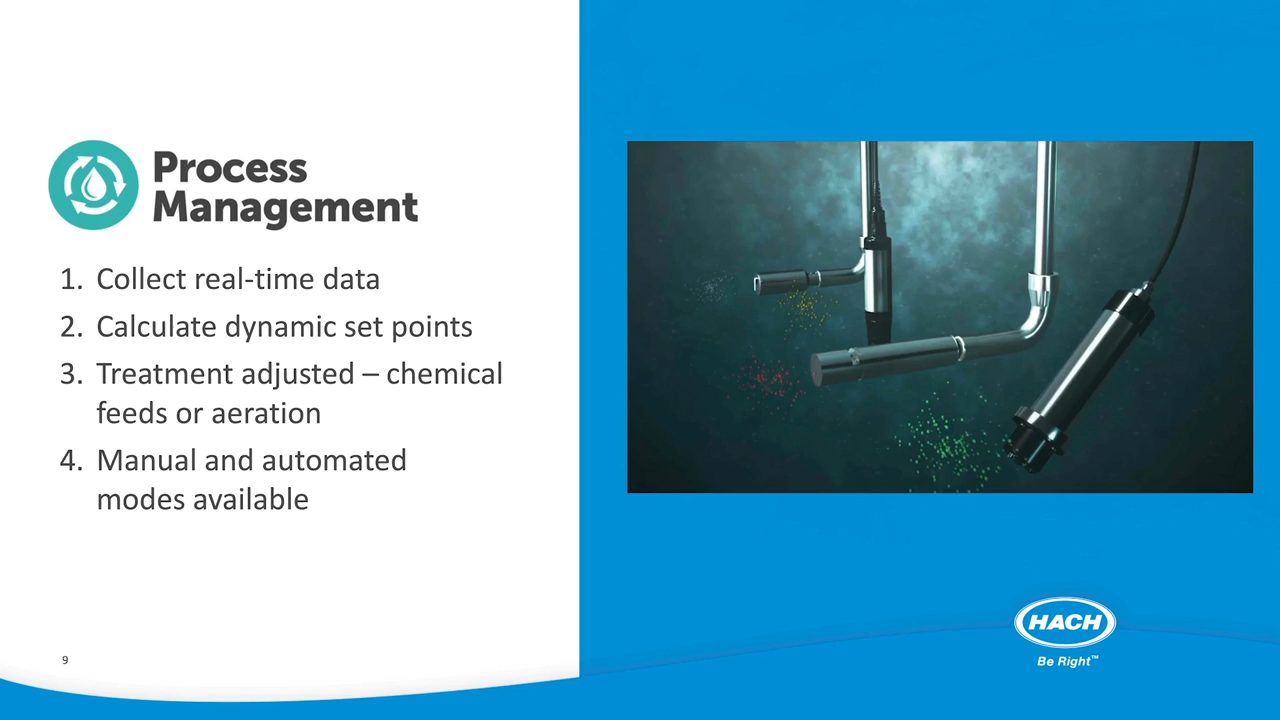 Process
Management
1. Collect real-time data
2. Calculate dynamic set points
3. Treatment adjusted – chemical
feeds or aeration
4. Manual and automated
modes available
9
HACH
Be Right™